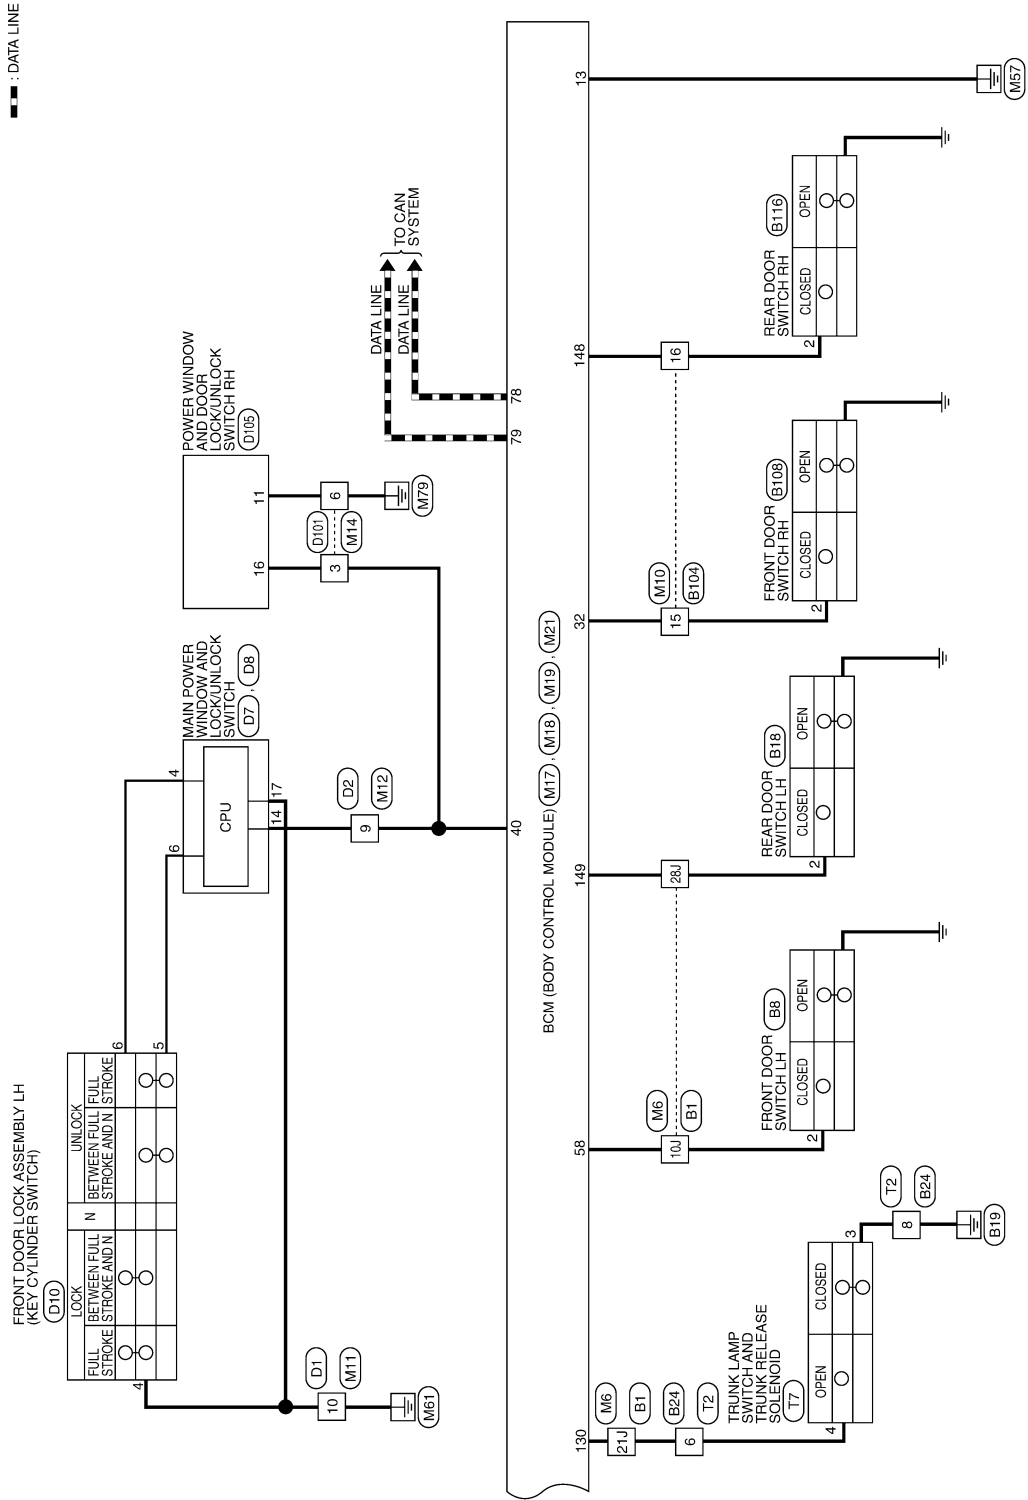 : DATA LINE
FRONT DOOR LOCK ASSEMBLY LH
(KEY CYLINDER SWITCH)
D10
LOCK
N
UNLOCK
FULL
STROKE
BETWEEN FULL
STROKE AND N
BETWEEN FULL
STROKE AND N
FULL
STROKE
4
5
6
D1
10
M11
M61
MAIN POWER
WINDOW AND
LOCK/UNLOCK
SWITCH
D7 , D8
CPU
6
4
14
17
D2
9
M12
POWER WINDOW
AND DOOR
LOCK/UNLOCK
SWITCH RH
D105
16
11
D101
3
6
M14
M79
DATA LINE
DATA LINE
TO CAN
SYSTEM
40
79
78
BCM (BODY CONTROL MODULE) M17 , M18 , M19 , M21
130
58
149
32
148
13
M6
21J
B1
B24
6
T2
TRUNK LAMP
SWITCH AND
TRUNK RELEASE
SOLENOID
T7
OPEN
CLOSED
4
3
T2
8
B24
B19
M6
10J
B1
28J
FRONT DOOR
SWITCH LH
B8
CLOSED
OPEN
2
REAR DOOR
SWITCH LH
B18
CLOSED
OPEN
2
M10
15
B104
16
FRONT DOOR
SWITCH RH
B108
CLOSED
OPEN
2
REAR DOOR
SWITCH RH
B116
CLOSED
OPEN
2
M57